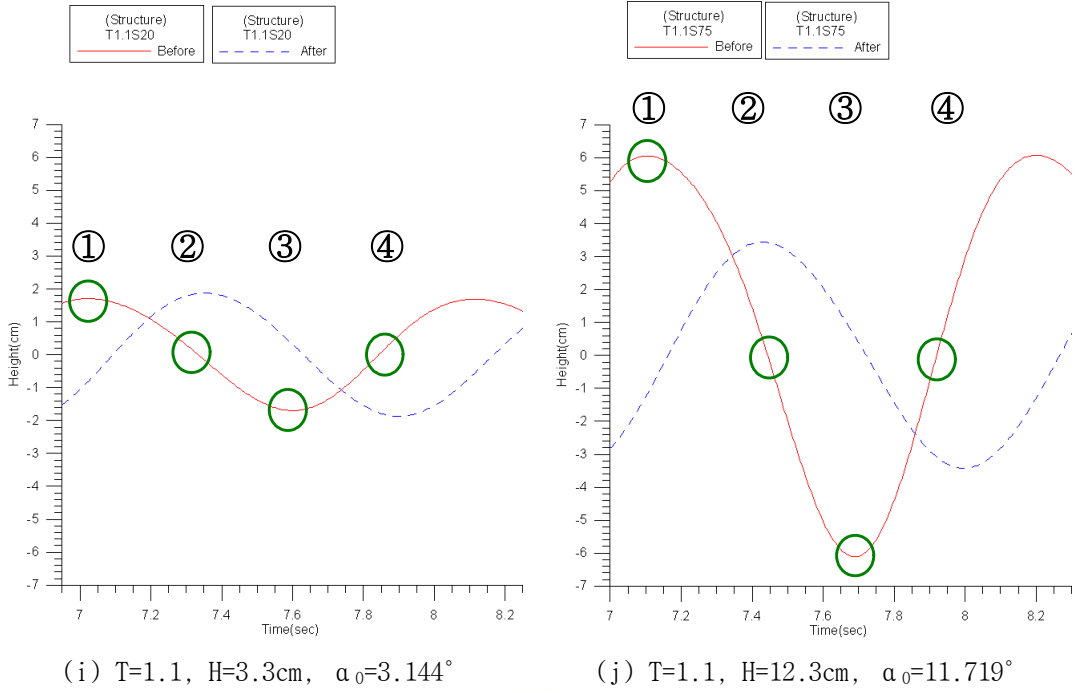 (Structure)
T1.1S20
Before
(Structure)
T1.1S20
After
①
②
③
④
7
6
5
4
3
2
1
0
-1
-2
-3
-4
-5
-6
-7
Height(cm)
7
7.2
7.4
7.6
7.8
8
8.2
Time(sec)
(i) T=1.1, H=3.3cm, α₀=3.144°
(Structure)
T1.1S75
Before
(Structure)
T1.1S75
After
①
②
③
④
7
6
5
4
3
2
1
0
-1
-2
-3
-4
-5
-6
-7
Height(cm)
7
7.2
7.4
7.6
7.8
8
8.2
Time(sec)
(j) T=1.1, H=12.3cm, α₀=11.719°